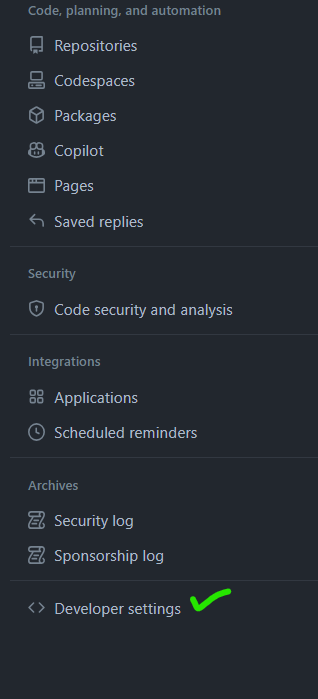 Code, planning, and automation
Repositories
Codespaces
Packages
Copilot
Pages
Saved replies
Security
Code security and analysis
Integrations
Applications
Scheduled reminders
Archives
Security log
Sponsorship log
Developer settings